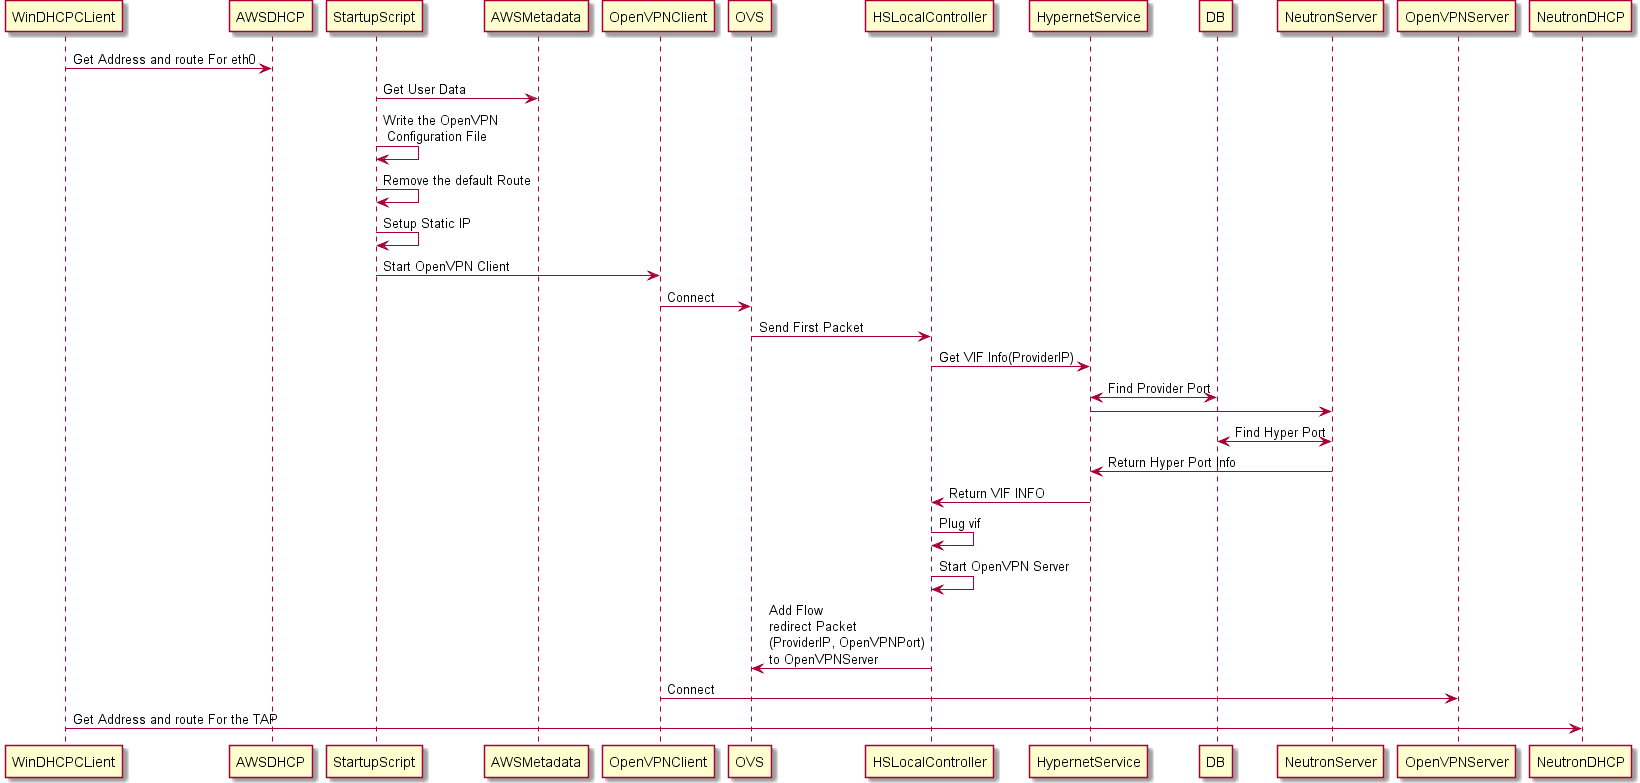 WinDHCPCLient AWSDHCP StartupScript AWSMetadata OpenVPNClient OVS HSLocalController HypernetService DB NeutronServer OpenVPNServer NeutronDHCP
Get Address and route For eth0
Get User Data
Write the OpenVPN
Configuration File
Remove the default Route
Setup Static IP
Start OpenVPN Client
Connect
Send First Packet
Get VIF Info(ProviderIP)
Find Provider Port
Find Hyper Port
Return Hyper Port Info
Return VIF INFO
Plug vif
Start OpenVPN Server
Add Flow
redirect Packet
(ProviderIP, OpenVPNPort)
to OpenVPNServer
Connect
Get Address and route For the TAP
WinDHCPCLient AWSDHCP StartupScript AWSMetadata OpenVPNClient OVS HSLocalController HypernetService DB NeutronServer OpenVPNServer NeutronDHCP